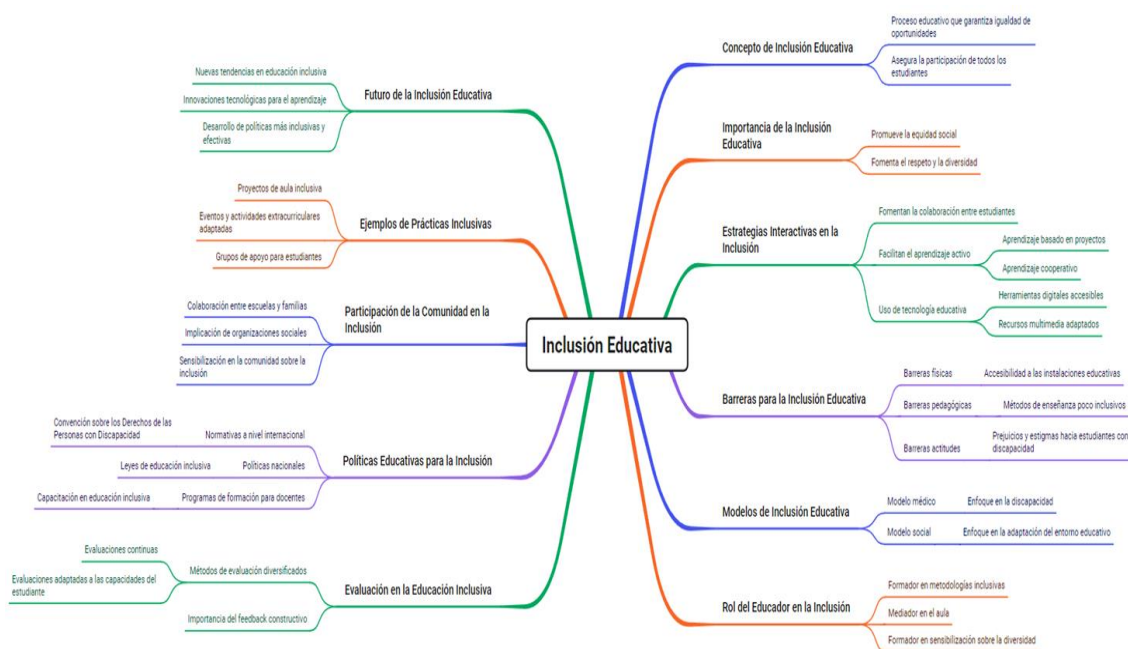 Inclusión Educativa
Concepto de Inclusión Educativa
Proceso educativo que garantiza igualdad de
oportunidades
Asegura la participación de todos los
estudiantes
Importancia de la Inclusión
Educativa
Promueve la equidad social
Fomenta el respeto y la diversidad
Estrategias Interactivas en la
Inclusión
Fomentan la colaboración entre estudiantes
Facilitan el aprendizaje activo
Aprendizaje basado en proyectos
Aprendizaje cooperativo
Uso de tecnología educativa
Herramientas digitales accesibles
Recursos multimedia adaptados
Barreras para la Inclusión Educativa
Barreras físicas
Accesibilidad a las instalaciones educativas
Barreras pedagógicas
Métodos de enseñanza poco inclusivos
Barreras actitudes
Prejuicios y estigmas hacia estudiantes con
discapacidad
Modelos de Inclusión Educativa
Modelo médico
Enfoque en la discapacidad
Modelo social
Enfoque en la adaptación del entorno educativo
Rol del Educador en la Inclusión
Formador en metodologías inclusivas
Mediador en el aula
Formador en sensibilización sobre la diversidad
Futuro de la Inclusión Educativa
Nuevas tendencias en educación inclusiva
Innovaciones tecnológicas para el aprendizaje
Desarrollo de políticas más inclusivas y
efectivas
Ejemplos de Prácticas Inclusivas
Proyectos de aula inclusiva
Eventos y actividades extracurriculares
adaptadas
Grupos de apoyo para estudiantes
Participación de la Comunidad en la
Inclusión
Colaboración entre escuelas y familias
Implicación de organizaciones sociales
Sensibilización en la comunidad sobre la
inclusión
Políticas Educativas para la Inclusión
Normativas a nivel internacional
Convención sobre los Derechos de las
Personas con Discapacidad
Políticas nacionales
Leyes de educación inclusiva
Programas de formación para docentes
Capacitación en educación inclusiva
Evaluación en la Educación Inclusiva
Métodos de evaluación diversificados
Evaluaciones continuas
Evaluaciones adaptadas a las capacidades del
estudiante
Importancia del feedback constructivo